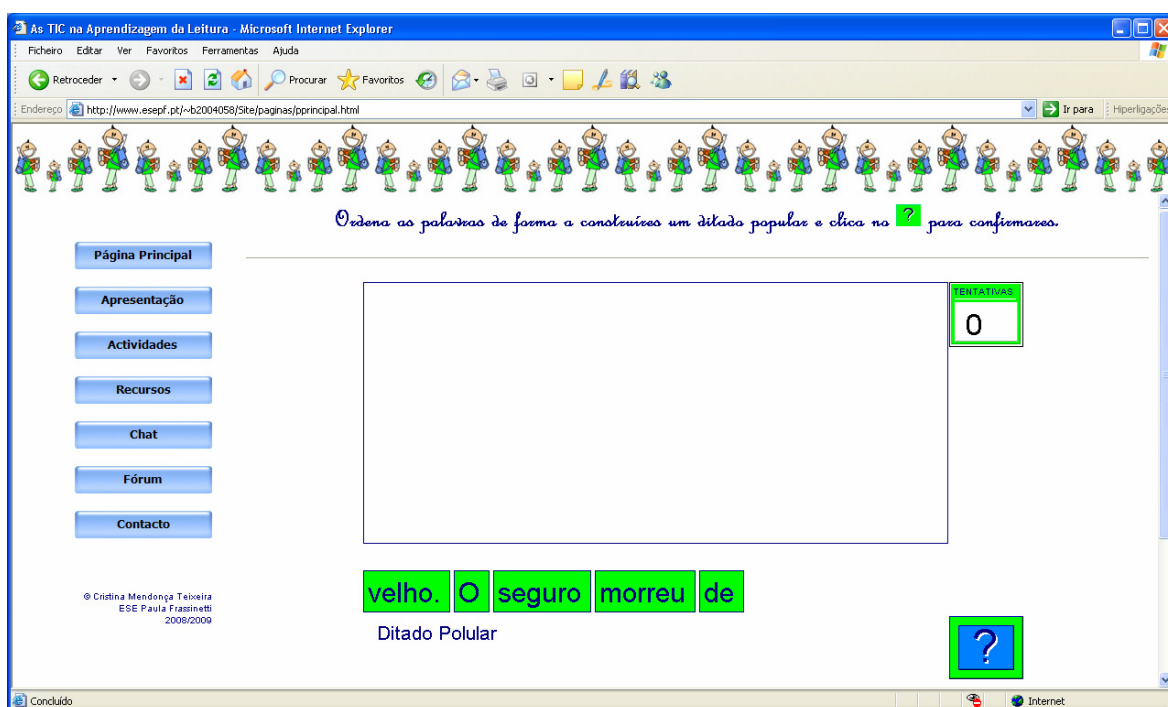 As TIC na Aprendizagem da Leitura - Microsoft Internet Explorer
Ficheiro Editar Ver Favoritos Ferramentas Ajuda
Retroceder Procurar Favoritos
Endereço http://www.esepf.pt/~b2004058/Site/paginas/pprincipal.html Ir para Hiperligações
Ordena as palavras de forma a construíres um ditado popular e clica no ? para confirmares.
Página Principal
Apresentação
Actividades
Recursos
Chat
Fórum
Contacto
© Cristina Mendonça Teixeira
ESE Paula Frassinetti
2008/2009
TENTATIVAS
0
velho. O seguro morreu de
Ditado Polular
?
Concluído Internet